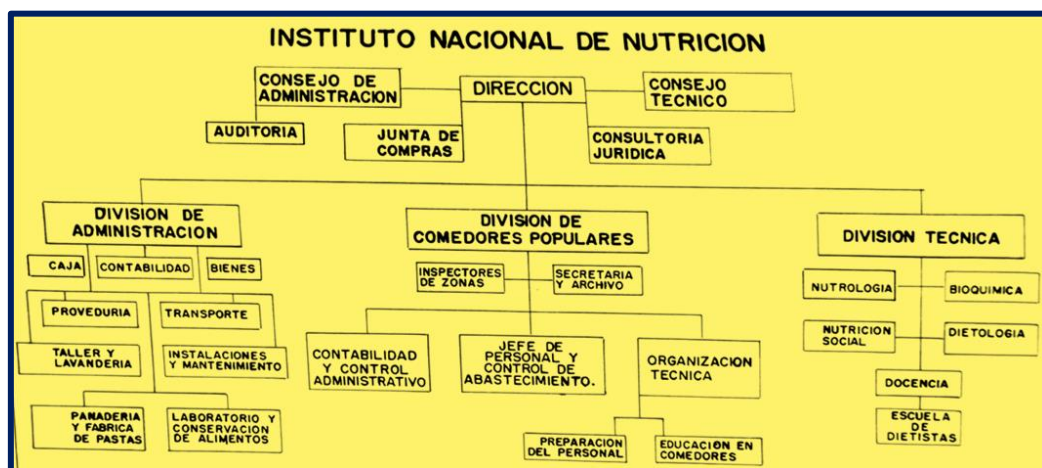 INSTITUTO NACIONAL DE NUTRICION
CONSEJO DE
ADMINISTRACION
DIRECCION
CONSEJO
TECNICO
AUDITORIA
JUNTA DE
COMPRAS
CONSULTORIA
JURIDICA
DIVISION DE
ADMINISTRACION
DIVISION DE
COMEDORES POPULARES
DIVISION TECNICA
CAJA
CONTABILIDAD
BIENES
INSPECTORES
DE ZONAS
SECRETARIA
Y ARCHIVO
NUTROLOGIA
BIOQUIMICA
PROVEDURIA
TRANSPORTE
NUTRICION
SOCIAL
DIETOLOGIA
TALLER Y
LAVANDERIA
INSTALACIONES
Y MANTENIMIENTO
CONTABILIDAD
Y CONTROL
ADMINISTRATIVO
JEFE DE
PERSONAL Y
CONTROL DE
ABASTECIMIENTO.
ORGANIZACION
TECNICA
DOCENCIA
PANADERIA
Y FABRICA
DE PASTAS
LABORATORIO Y
CONSERVACION
DE ALIMENTOS
PREPARACION
DEL PERSONAL
EDUCACION EN
COMEDORES
ESCUELA
DE
DIETISTAS